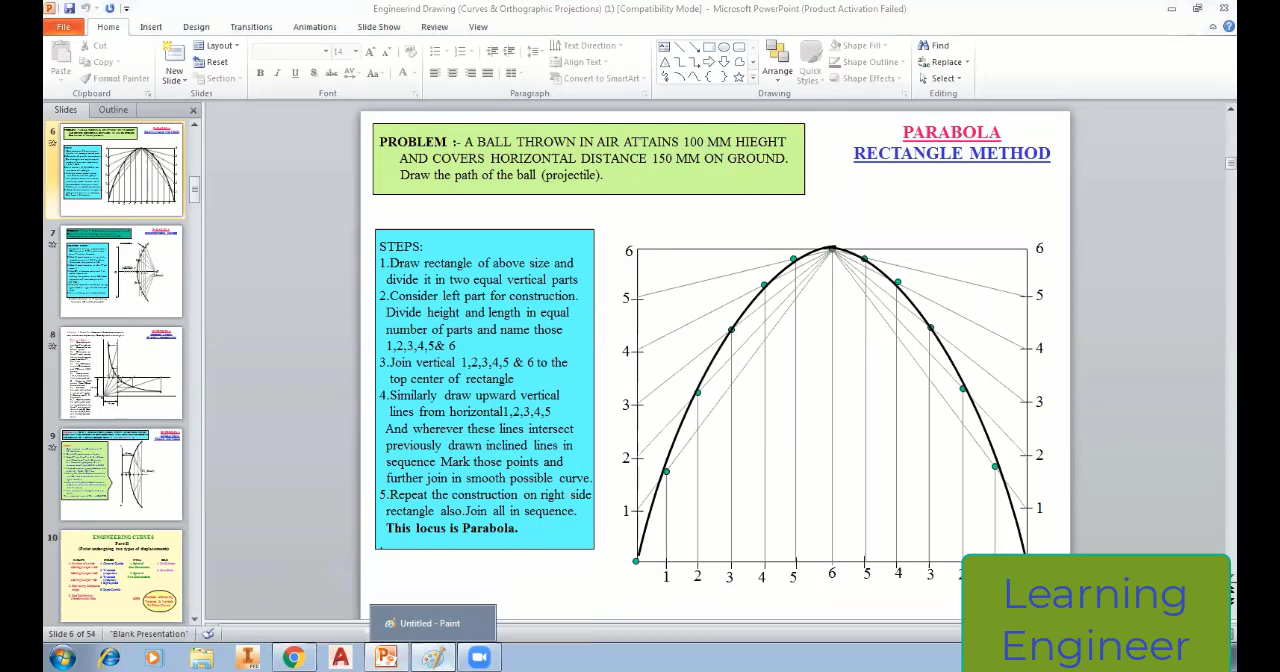 Engineerind Drawing (Curves & Orthographic Projections) (1) [Compatibility Mode] - Microsoft PowerPoint (Product Activation Failed)
File Home Insert Design Transitions Animations Slide Show Review View
Paste
Cut
Copy
Format Painter
Clipboard
New
Slide
Layout
Reset
Section
Slides
14
B I U S abc AV Aa A
Font
Text Direction
Align Text
Convert to SmartArt
Paragraph
Arrange
Quick
Styles
Shape Fill
Shape Outline
Shape Effects
Drawing
Find
Replace
Select
Editing
Slides Outline
6
7
8
9
10
ENGINEERING CURVES
PROBLEM :- A BALL THROWN IN AIR ATTAINS 100 MM HIEGHT
AND COVERS HORIZONTAL DISTANCE 150 MM ON GROUND.
Draw the path of the ball (projectile).
PARABOLA
RECTANGLE METHOD
STEPS:
1.Draw rectangle of above size and
divide it in two equal vertical parts
2.Consider left part for construction.
Divide height and length in equal
number of parts and name those
1,2,3,4,5& 6
3.Join vertical 1,2,3,4,5 & 6 to the
top center of rectangle
4.Similarly draw upward vertical
lines from horizontal1,2,3,4,5
And wherever these lines intersect
previously drawn inclined lines in
sequence Mark those points and
further join in smooth possible curve.
5.Repeat the construction on right side
rectangle also.Join all in sequence.
This locus is Parabola.
.
6 6
5 5
4 4
3 3
2 2
1 1
1 2 3 4 5 6 5 4 3 2
Untitled - Paint
Slide 6 of 54 "Blank Presentation"
Learning
Engineer